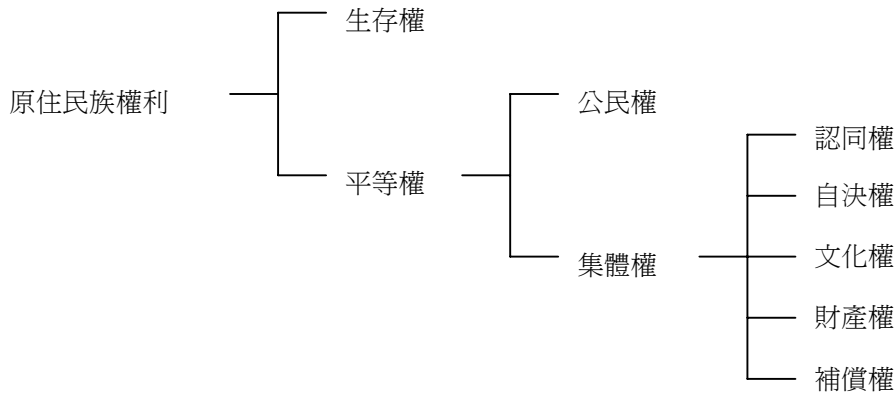 原住民族權利
生存權
平等權
公民權
集體權
認同權
自決權
文化權
財產權
補償權